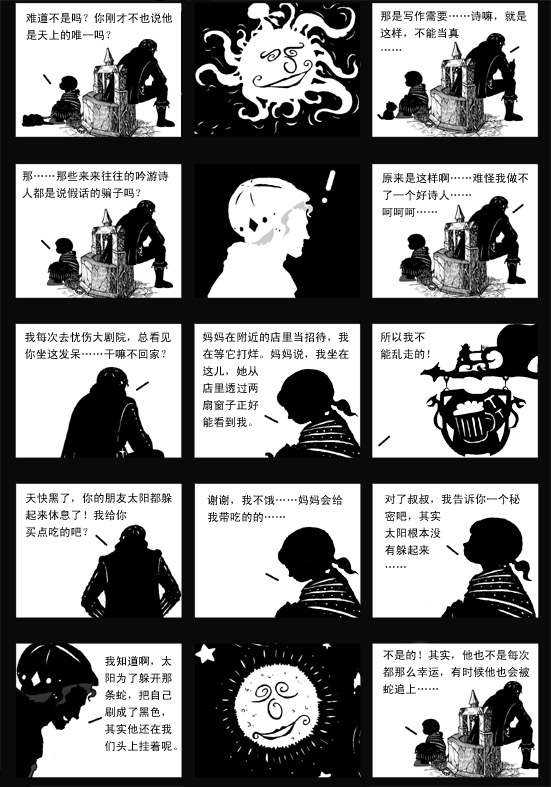 难道不是吗？你刚才不也说他
是天上的唯一吗？
那是写作需要……诗嘛，就是
这样，不能当真
……
那……那些来来往往的吟游诗
人都是说假话的骗子吗？
原来是这样啊……难怪我做不
了一个好诗人……
呵呵呵……
我每次去忧伤大剧院，总看见
你坐这发呆……干嘛不回家？
妈妈在附近的店里当招待，我
在等它打烊。妈妈说，我坐在
这儿，她从
店里透过两
扇窗子正好
能看到我。
所以我不
能乱走的！
天快黑了，你的朋友太阳都躲
起来休息了！我给你
买点吃的吧？
谢谢，我不饿……妈妈会给
我带吃的的……
对了叔叔，我告诉你一个秘
密吧，其实
太阳根本没
有躲起来
……
我知道啊，太
阳为了躲开那
条蛇，把自己
刷成了黑色，
其实他还在我
们头上挂着呢。
不是的！其实，他也不是每次
都那么幸运，有时候他也会被
蛇追上……